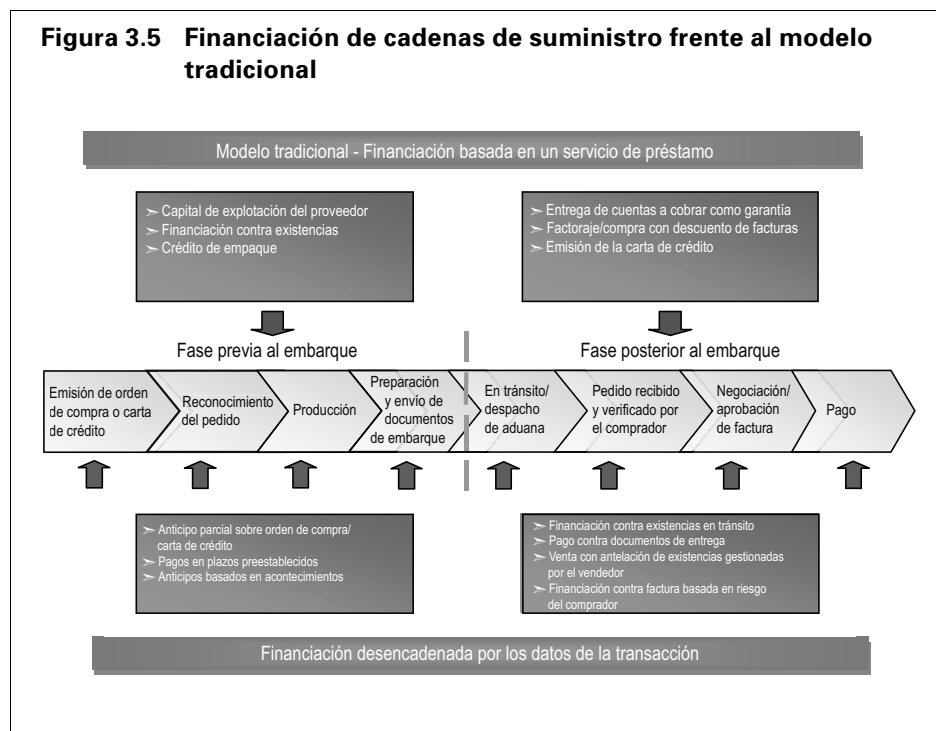 Figura 3.5 Financiación de cadenas de suministro frente al modelo
tradicional
Modelo tradicional - Financiación basada en un servicio de préstamo
➣ Capital de explotación del proveedor
➣ Financiación contra existencias
➣ Crédito de empaque
➣ Entrega de cuentas a cobrar como garantía
➣ Factoraje/compra con descuento de facturas
➣ Emisión de la carta de crédito
Fase previa al embarque
Fase posterior al embarque
Emisión de orden
de compra o carta
de crédito
Reconocimiento
del pedido
Producción
Preparación
y envío de
documentos
de embarque
En tránsito/
despacho
de aduana
Pedido recibido
y verificado por
el comprador
Negociación/
aprobación
de factura
Pago
➣ Anticipo parcial sobre orden de compra/
carta de crédito
➣ Pagos en plazos preestablecidos
➣ Anticipos basados en acontecimientos
➣ Financiación contra existencias en tránsito
➣ Pago contra documentos de entrega
➣ Venta con antelación de existencias gestionadas
por el vendedor
➣ Financiación contra factura basada en riesgo
del comprador
Financiación desencadenada por los datos de la transacción